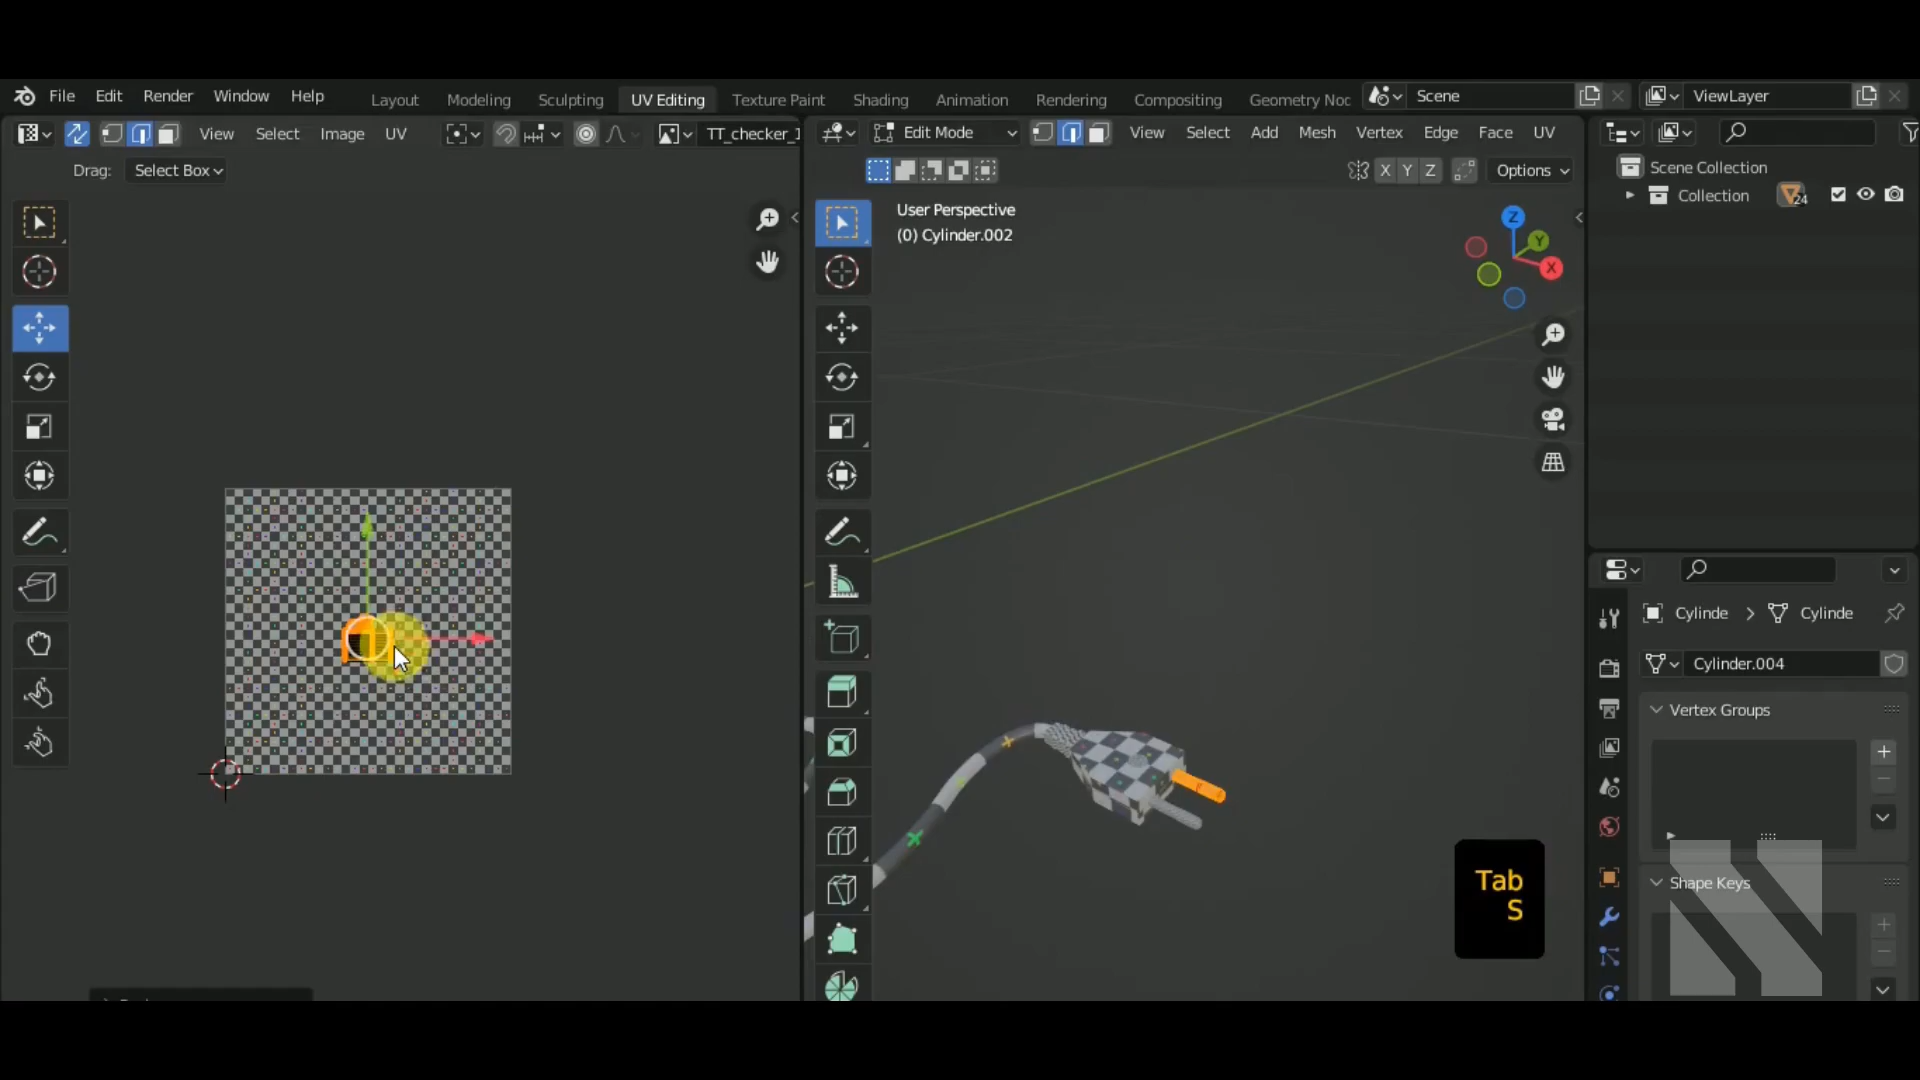 File Edit Render Window Help Layout Modeling Sculpting UV Editing Texture Paint Shading Animation Rendering Compositing Geometry Noc Scene ViewLayer
View Select Image UV TT_checker_1 Edit Mode View Select Add Mesh Vertex Edge Face UV
Drag: Select Box X Y Z Options
Scene Collection
Collection 24
User Perspective
(0) Cylinder.002
Z
Y
X
Cylinde > Cylinde
Cylinder.004
Vertex Groups
Shape Keys
Tab
S